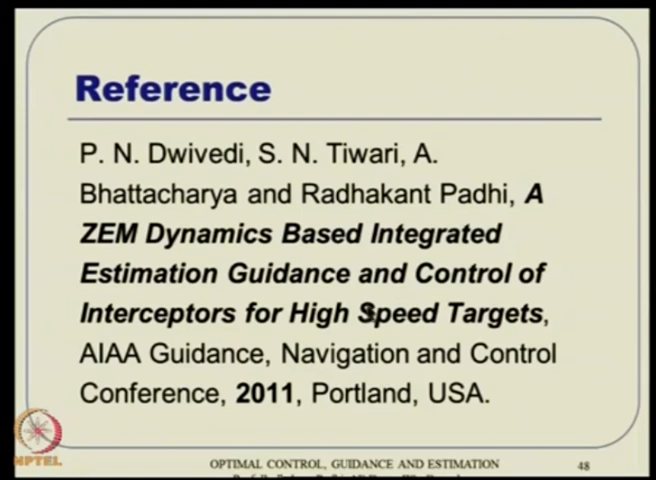 Reference
P. N. Dwivedi, S. N. Tiwari, A.
Bhattacharya and Radhakant Padhi, A
ZEM Dynamics Based Integrated
Estimation Guidance and Control of
Interceptors for High Speed Targets,
AIAA Guidance, Navigation and Control
Conference, 2011, Portland, USA.
NPTEL
OPTIMAL CONTROL, GUIDANCE AND ESTIMATION
48